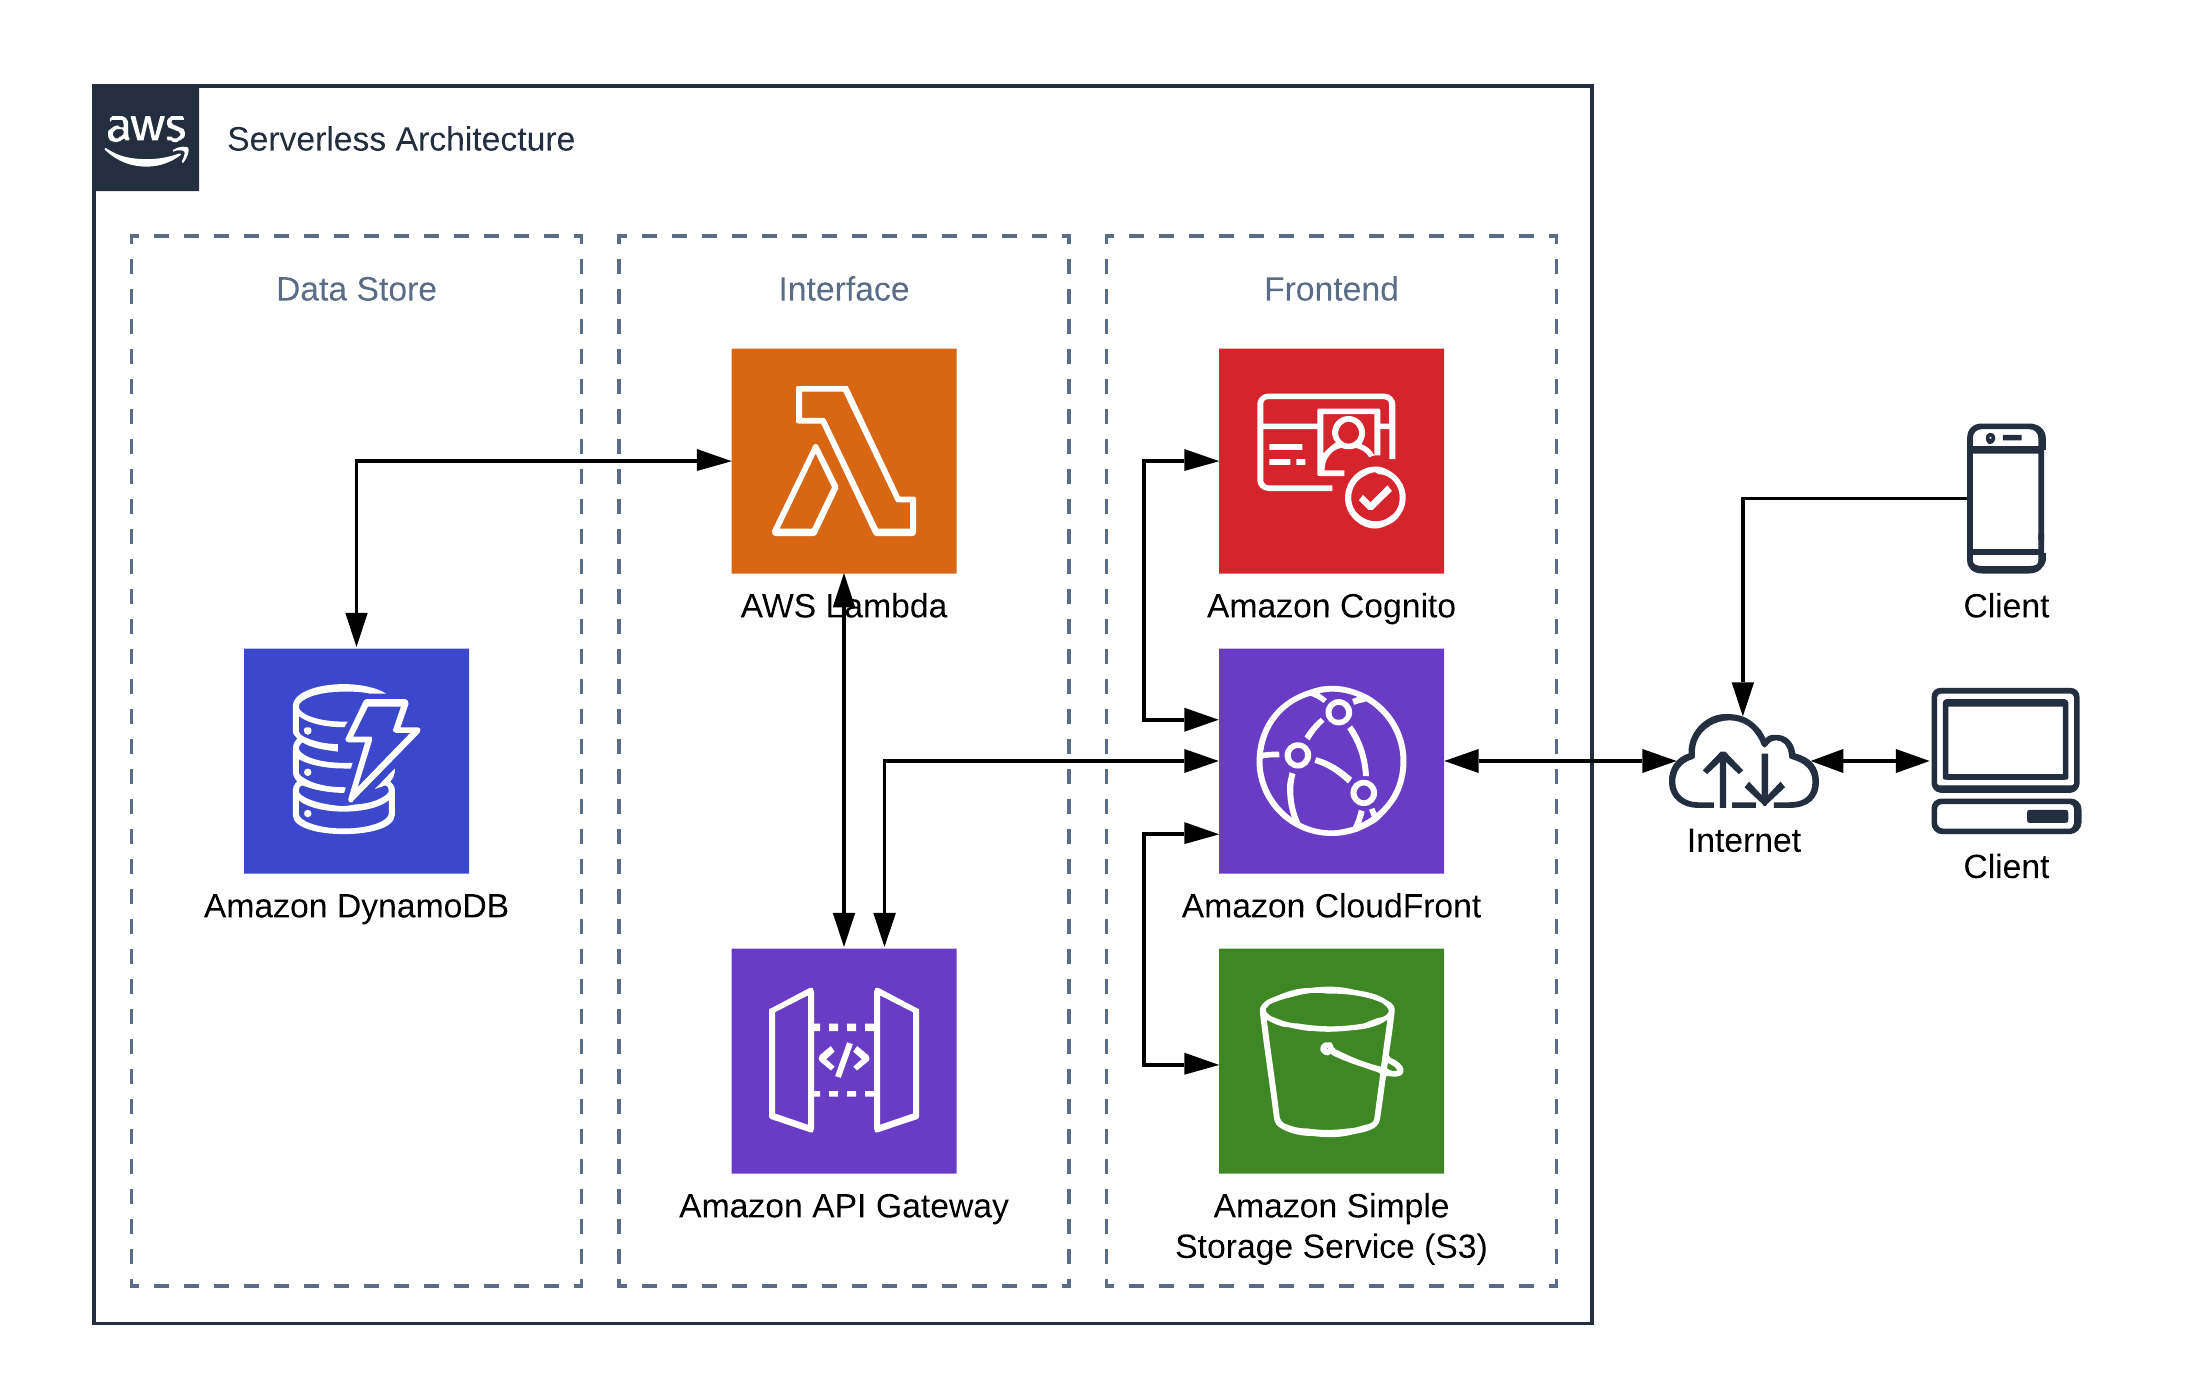 aws
Serverless Architecture
Data Store
Interface
Frontend
AWS Lambda
Amazon Cognito
Client
Amazon DynamoDB
Amazon CloudFront
Internet
Client
</>
Amazon API Gateway
Amazon Simple
Storage Service (S3)